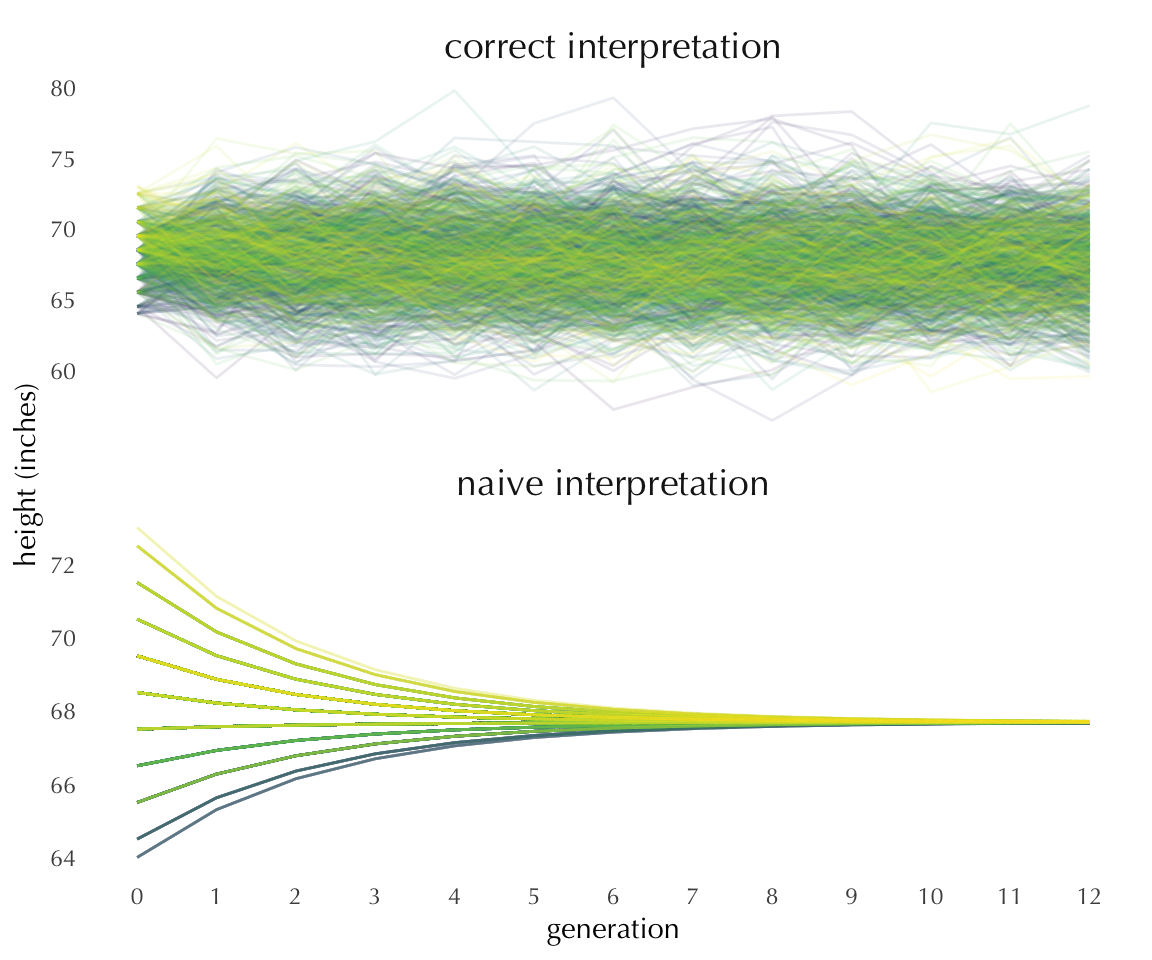 correct interpretation
80
75
70
65
60
height (inches)
naive interpretation
72
70
68
66
64
0 1 2 3 4 5 6 7 8 9 10 11 12
generation